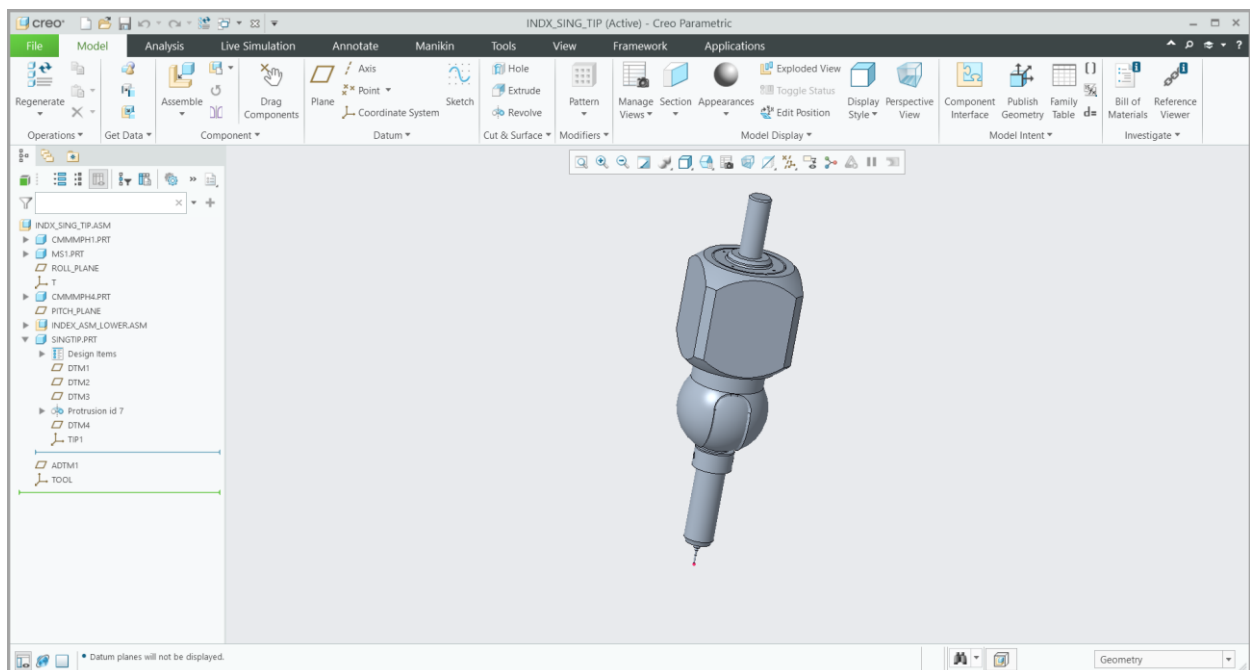 creo° INDX_SING_TIP (Active) - Creo Parametric
File Model Analysis Live Simulation Annotate Manikin Tools View Framework Applications
Regenerate
Operations
Get Data
Assemble
Drag Components
Component
Plane
Axis
Point
Coordinate System
Sketch
Datum
Hole
Extrude
Revolve
Cut & Surface
Pattern
Modifiers
Manage Views
Section
Appearances
Exploded View
Toggle Status
Edit Position
Display Style
Perspective View
Model Display
Component Interface
Publish Geometry
Family Table
d=
Model Intent
Bill of Materials
Reference Viewer
Investigate
INDX_SING_TIP.ASM
CMMMPH1.PRT
MS1.PRT
ROLL_PLANE
T
CMMMPH4.PRT
PITCH_PLANE
INDEX_ASM_LOWER.ASM
SINGTIP.PRT
Design Items
DTM1
DTM2
DTM3
Protrusion id 7
DTM4
TIP1
ADTM1
TOOL
• Datum planes will not be displayed.
Geometry